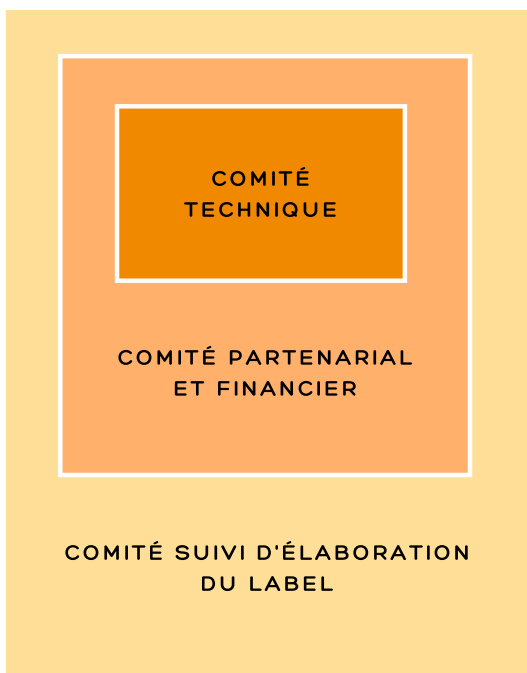 COMITÉ
TECHNIQUE
COMITÉ PARTENARIAL
ET FINANCIER
COMITÉ SUIVI D'ÉLABORATION
DU LABEL